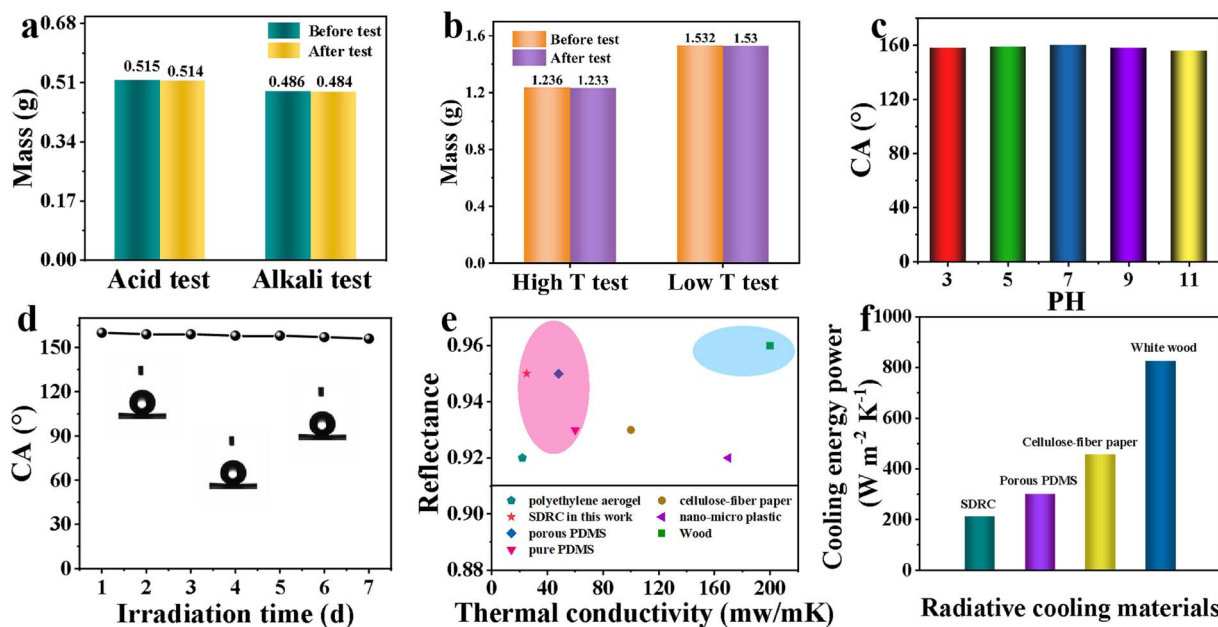 a
0.68
0.51
0.34
0.17
0.00
Mass (g)
Before test
After test
0.515
0.514
0.486
0.484
Acid test
Alkali test
b
1.6
1.2
0.8
0.4
0.0
Mass (g)
Before test
After test
1.236
1.233
1.532
1.53
High T test
Low T test
c
160
120
80
40
0
CA (°)
3
5
7
9
11
PH
d
150
120
90
60
30
0
CA (°)
1
2
3
4
5
6
7
Irradiation time (d)
e
0.96
0.94
0.92
0.90
0.88
Reflectance
polyethylene aerogel
SDRC in this work
porous PDMS
pure PDMS
cellulose-fiber paper
nano-micro plastic
Wood
0
40
80
120
160
200
Thermal conductivity (mw/mK)
f
1000
800
600
400
200
0
Cooling energy power
(W m⁻² K⁻¹)
SDRC
Porous PDMS
Cellulose-fiber paper
White wood
Radiative cooling materials